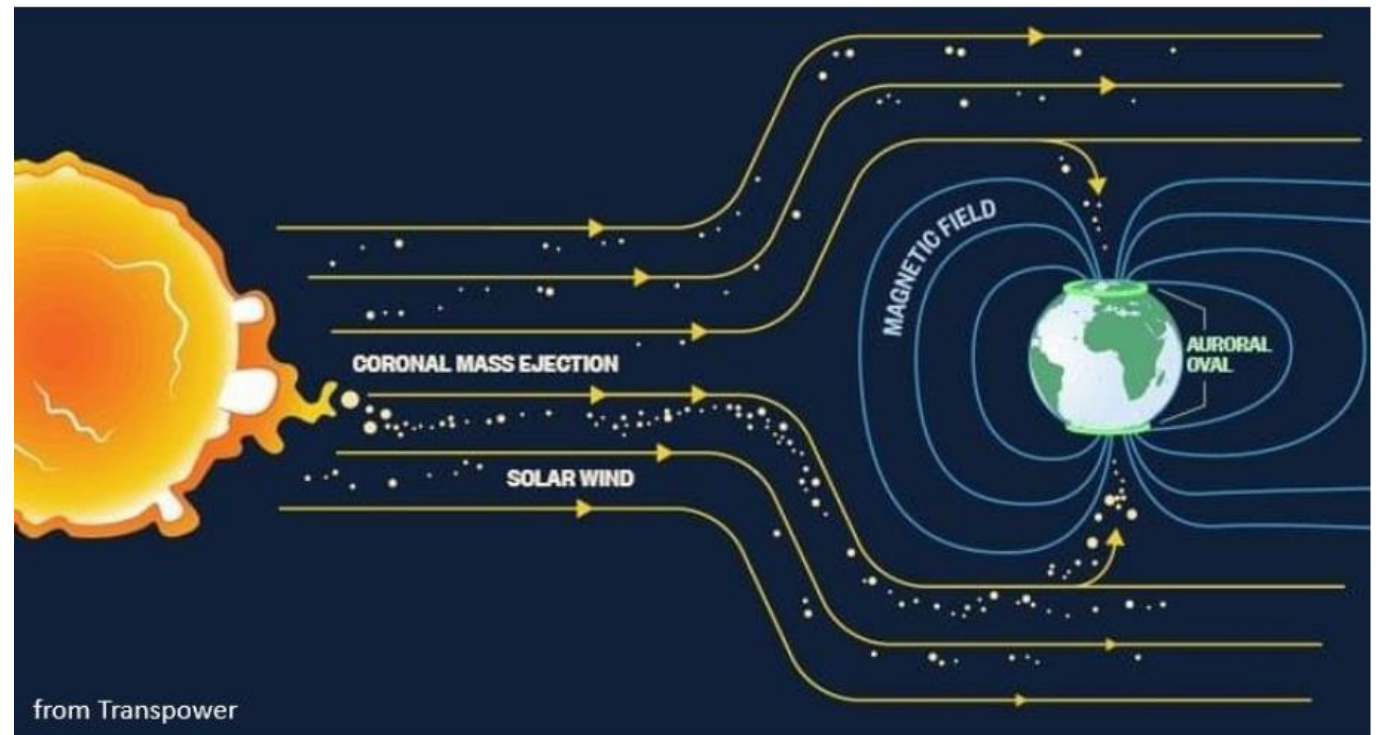 MAGNETIC FIELD
CORONAL MASS EJECTION
AURORAL
OVAL
SOLAR WIND
from Transpower